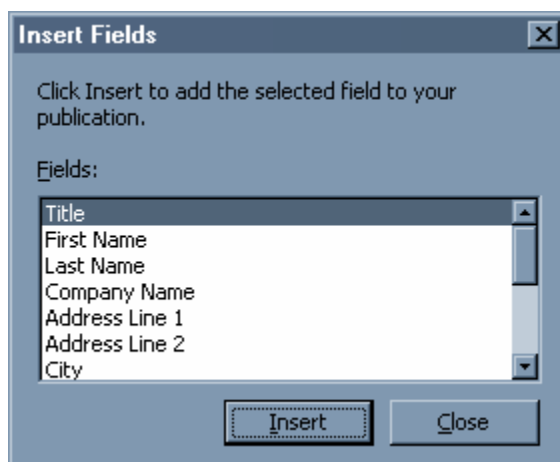 Insert Fields
Click Insert to add the selected field to your
publication.
Fields:
Title
First Name
Last Name
Company Name
Address Line 1
Address Line 2
City
Insert
Close